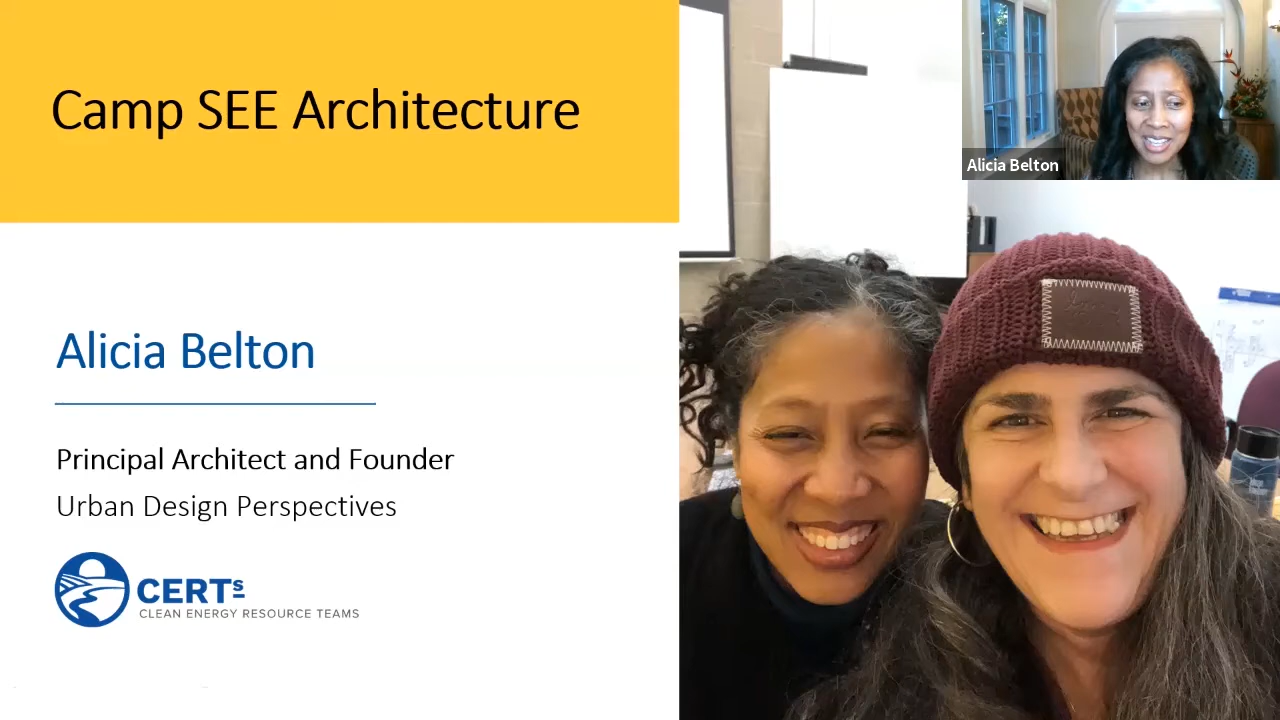 Camp SEE Architecture
Alicia Belton
Alicia Belton
Principal Architect and Founder
Urban Design Perspectives
CERTs
CLEAN ENERGY RESOURCE TEAMS